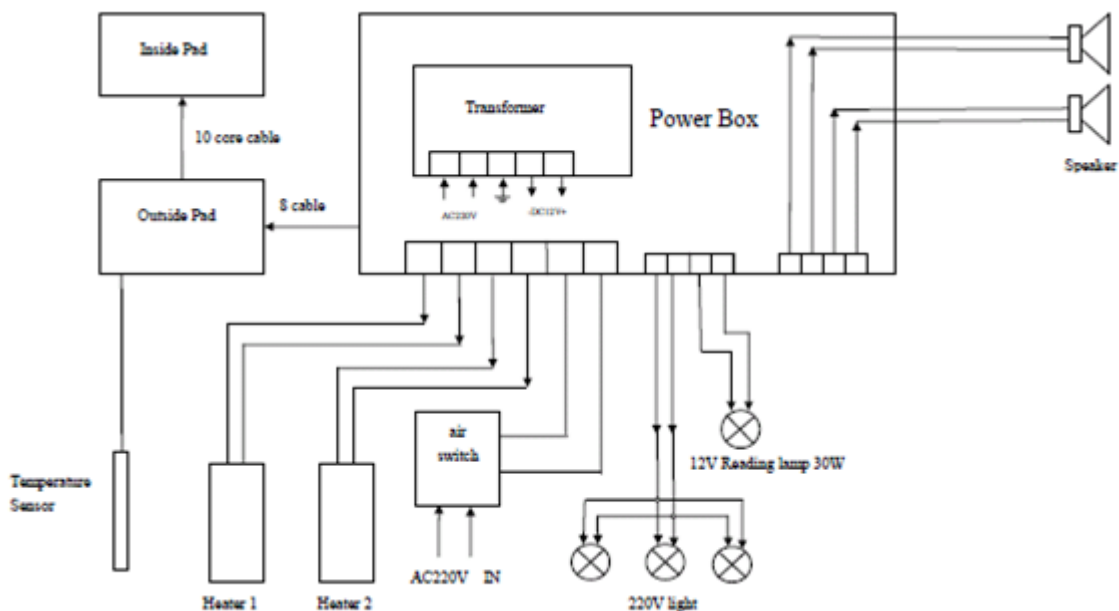 Inside Pad
Transformer
Power Box
10 core cable
Speaker
Outside Pad
8 cable
AC220V
-DC12V+
air
switch
12V Reading lamp 30W
Temperature
Sensor
AC220V IN
Heater 1
Heater 2
220V light